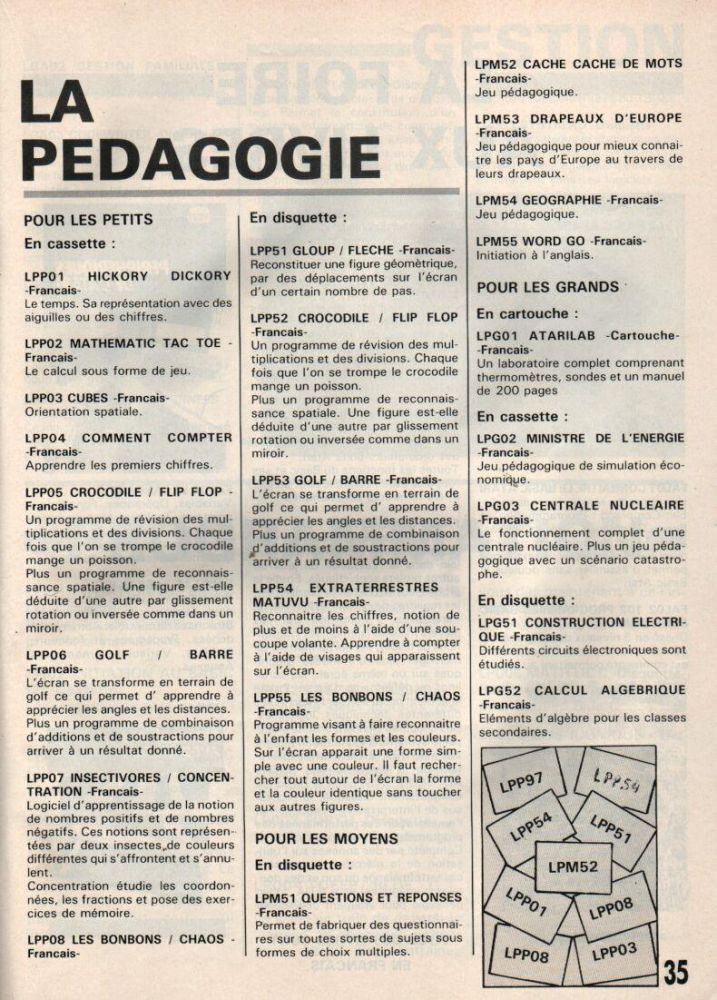 LA
PEDAGOGIE
POUR LES PETITS
En cassette :
LPP01 HICKORY DICKORY
-Francais-
Le temps. Sa représentation avec des
aiguilles ou des chiffres.
LPP02 MATHEMATIC TAC TOE -
Francais-
Le calcul sous forme de jeu.
LPP03 CUBES -Francais-
Orientation spatiale.
LPP04 COMMENT COMPTER
-Francais-
Apprendre les premiers chiffres.
LPP05 CROCODILE / FLIP FLOP -
Francais-
Un programme de révision des mul-
tiplications et des divisions. Chaque
fois que l'on se trompe le crocodile
mange un poisson.
Plus un programme de reconnais-
sance spatiale. Une figure est-elle
déduite d'une autre par glissement
rotation ou inversée comme dans un
miroir.
LPP06 GOLF / BARRE
-Francais-
L'écran se transforme en terrain de
golf ce qui permet d' apprendre à
apprécier les angles et les distances.
Plus un programme de combinaison
d'additions et de soustractions pour
arriver à un résultat donné.
LPP07 INSECTIVORES / CONCEN-
TRATION -Francais-
Logiciel d'apprentissage de la notion
de nombres positifs et de nombres
négatifs. Ces notions sont représen-
tées par deux insectes de couleurs
différentes qui s'affrontent et s'annu-
lent.
Concentration étudie les coordon-
nées, les fractions et pose des exer-
cices de mémoire.
LPP08 LES BONBONS / CHAOS -
Francais-
En disquette :
LPP51 GLOUP / FLECHE -Francais-
Reconstituer une figure géomètrique,
par des déplacements sur l'écran
d'un certain nombre de pas.
LPP52 CROCODILE / FLIP FLOP
-Francais-
Un programme de révision des mul-
tiplications et des divisions. Chaque
fois que l'on se trompe le crocodile
mange un poisson.
Plus un programme de reconnais-
sance spatiale. Une figure est-elle
déduite d'une autre par glissement
rotation ou inversée comme dans un
miroir.
LPP53 GOLF / BARRE -Francais-
L'écran se transforme en terrain de
golf ce qui permet d' apprendre à
apprécier les angles et les distances.
Plus un programme de combinaison
d'additions et de soustractions pour
arriver à un résultat donné.
LPP54 EXTRATERRESTRES
MATUVU -Francais-
Reconnaitre les chiffres, notion de
plus et de moins à l'aide d'une sou-
coupe volante. Apprendre à compter
à l'aide de visages qui apparaissent
sur l'écran.
LPP55 LES BONBONS / CHAOS
-Francais-
Programme visant à faire reconnaitre
à l'enfant les formes et les couleurs.
Sur l'écran apparait une forme sim-
ple avec une couleur. Il faut recher-
cher tout autour de l'écran la forme
et la couleur identique sans toucher
aux autres figures.
POUR LES MOYENS
En disquette :
LPM51 QUESTIONS ET REPONSES
-Francais-
Permet de fabriquer des questionnai-
res sur toutes sortes de sujets sous
formes de choix multiples.
LPM52 CACHE CACHE DE MOTS
-Francais-
Jeu pédagogique.
LPM53 DRAPEAUX D'EUROPE
-Francais-
Jeu pédagogique pour mieux connai-
tre les pays d'Europe au travers de
leurs drapeaux.
LPM54 GEOGRAPHIE -Francais-
Jeu pédagogique.
LPM55 WORD GO -Francais-
Initiation à l'anglais.
POUR LES GRANDS
En cartouche :
LPG01 ATARILAB -Cartouche-
-Francais-
Un laboratoire complet comprenant
thermomètres, sondes et un manuel
de 200 pages
En cassette :
LPG02 MINISTRE DE L'ENERGIE
-Francais-
Jeu pédagogique de simulation éco-
nomique.
LPG03 CENTRALE NUCLEAIRE
-Francais-
Le fonctionnement complet d'une
centrale nucléaire. Plus un jeu péda-
gogique avec un scénario catastro-
phe.
En disquette :
LPG51 CONSTRUCTION ELECTRI-
QUE -Francais-
Différents circuits électroniques sont
étudiés.
LPG52 CALCUL ALGEBRIQUE
-Francais-
Eléments d'algèbre pour les classes
secondaires.
LPP97
LPP.54
LPP54
LPP51
LPM52
LPP01
LPP08
LPP08
LPP03
35